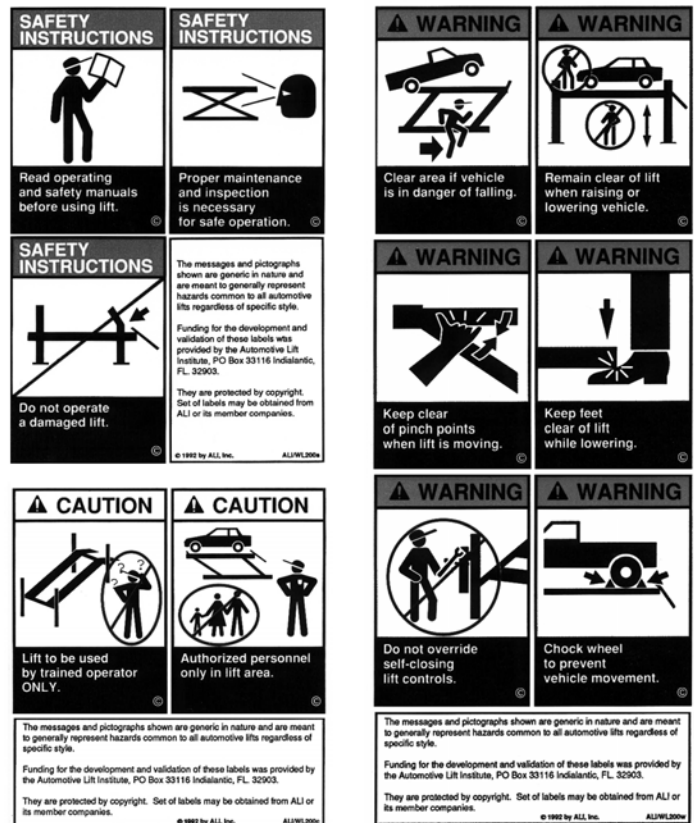 SAFETY
INSTRUCTIONS
Read operating
and safety manuals
before using lift.
©
SAFETY
INSTRUCTIONS
Proper maintenance
and inspection
is necessary
for safe operation.
©
SAFETY
INSTRUCTIONS
Do not operate
a damaged lift.
©
The messages and pictographs
shown are generic in nature and
are meant to generally represent
hazards common to all automotive
lifts regardless of specific style.
Funding for the development and
validation of these labels was
provided by the Automotive Lift
Institute, PO Box 33116 Indialantic,
FL. 32903.
They are protected by copyright.
Set of labels may be obtained from
ALI or its member companies.
© 1992 by ALI, Inc. ALI/WL200s
CAUTION
? ? ?
Lift to be used
by trained operator
ONLY.
©
CAUTION
Authorized personnel
only in lift area.
©
The messages and pictographs shown are generic in nature and are meant
to generally represent hazards common to all automotive lifts regardless of
specific style.
Funding for the development and validation of these labels was provided by
the Automotive Lift Institute, PO Box 33116 Indialantic, FL. 32903.
They are protected by copyright. Set of labels may be obtained from ALI or
its member companies.
© 1992 by ALI, Inc. ALI/WL200c
WARNING
Clear area if vehicle
is in danger of falling.
©
WARNING
Remain clear of lift
when raising or
lowering vehicle.
©
WARNING
Keep clear
of pinch points
when lift is moving.
©
WARNING
Keep feet
clear of lift
while lowering.
©
WARNING
Do not override
self-closing
lift controls.
©
WARNING
Chock wheel
to prevent
vehicle movement.
©
The messages and pictographs shown are generic in nature and are meant
to generally represent hazards common to all automotive lifts regardless of
specific style.
Funding for the development and validation of these labels was provided by
the Automotive Lift Institute, PO Box 33116 Indialantic, FL. 32903.
They are protected by copyright. Set of labels may be obtained from ALI or
its member companies.
© 1992 by ALI, Inc. ALI/WL200w